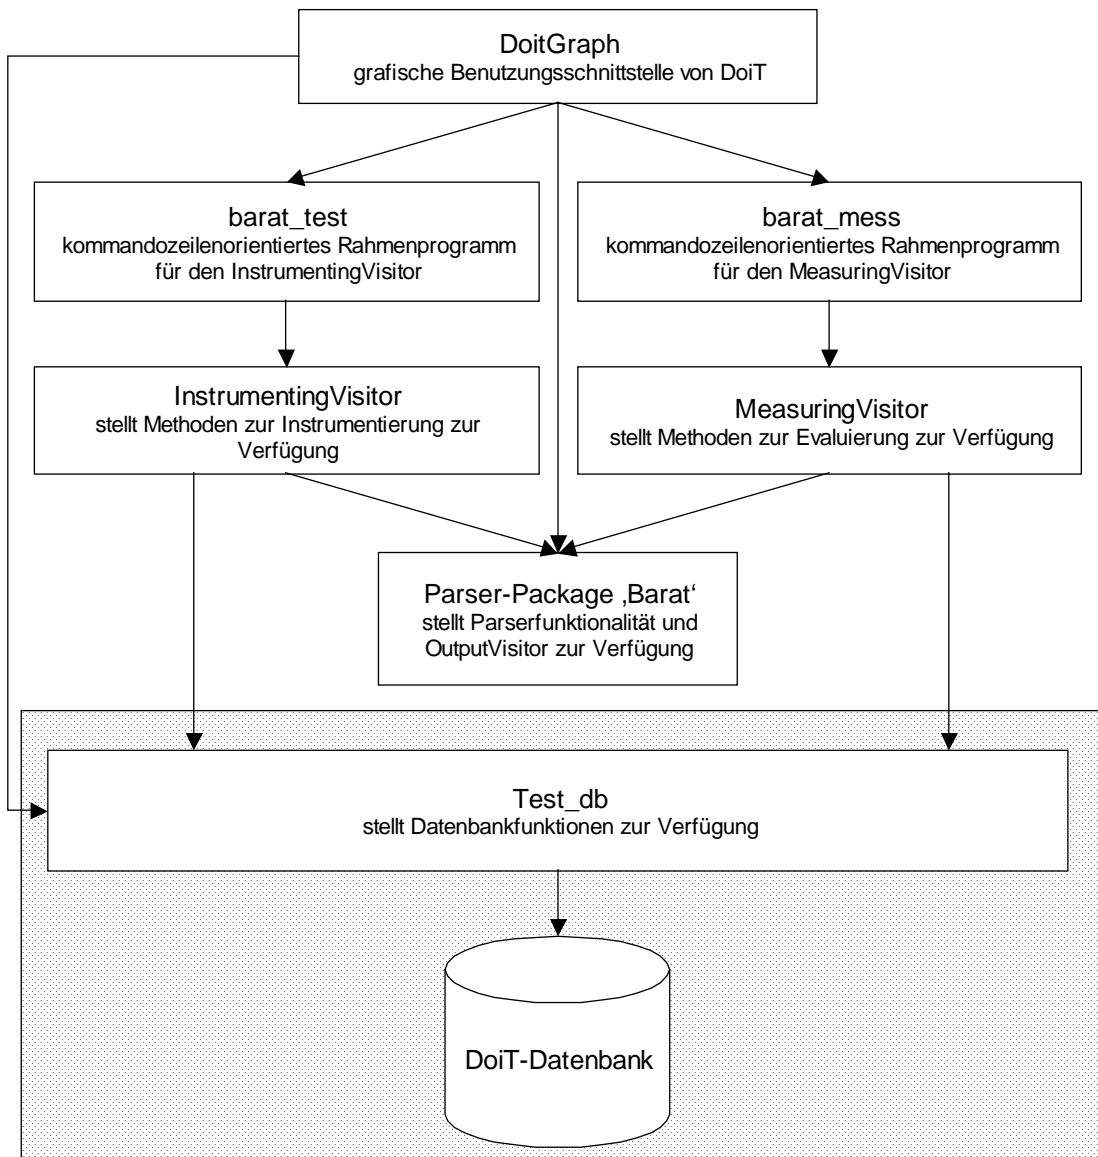 DoitGraph
grafische Benutzungsschnittstelle von DoiT
barat_test
kommandozeilenorientiertes Rahmenprogramm
für den InstrumentingVisitor
barat_mess
kommandozeilenorientiertes Rahmenprogramm
für den MeasuringVisitor
InstrumentingVisitor
stellt Methoden zur Instrumentierung zur
Verfügung
MeasuringVisitor
stellt Methoden zur Evaluierung zur Verfügung
Parser-Package ‚Barat‘
stellt Parserfunktionalität und
OutputVisitor zur Verfügung
Test_db
stellt Datenbankfunktionen zur Verfügung
DoiT-Datenbank